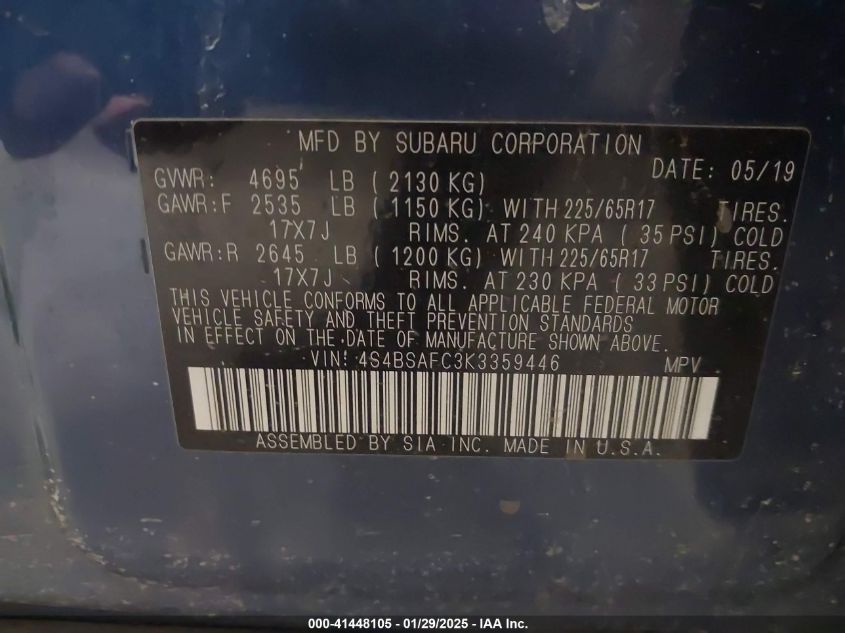 MFD BY SUBARU CORPORATION
DATE: 05/19
GVWR: 4695 LB ( 2130 KG)
GAWR:F 2535 LB ( 1150 KG) WITH 225/65R17 TIRES.
17X7J RIMS. AT 240 KPA ( 35 PSI) COLD
GAWR:R 2645 LB ( 1200 KG) WITH 225/65R17 TIRES.
17X7J RIMS. AT 230 KPA ( 33 PSI) COLD
THIS VEHICLE CONFORMS TO ALL APPLICABLE FEDERAL MOTOR
VEHICLE SAFETY AND THEFT PREVENTION STANDARDS
IN EFFECT ON THE DATE OF MANUFACTURE SHOWN ABOVE.
VIN: 4S4BSAFC3K3359446 MPV
ASSEMBLED BY SIA INC. MADE IN U.S.A.
000-41448105 - 01/29/2025 - IAA Inc.